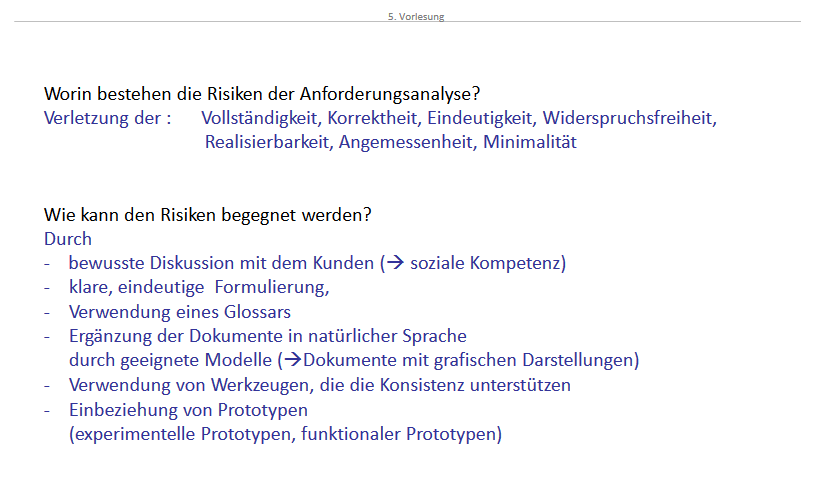 5. Vorlesung
Worin bestehen die Risiken der Anforderungsanalyse?
Verletzung der : Vollständigkeit, Korrektheit, Eindeutigkeit, Widerspruchsfreiheit,
Realisierbarkeit, Angemessenheit, Minimalität
Wie kann den Risiken begegnet werden?
Durch
- bewusste Diskussion mit dem Kunden (→ soziale Kompetenz)
- klare, eindeutige Formulierung,
- Verwendung eines Glossars
- Ergänzung der Dokumente in natürlicher Sprache
durch geeignete Modelle (→Dokumente mit grafischen Darstellungen)
- Verwendung von Werkzeugen, die die Konsistenz unterstützen
- Einbeziehung von Prototypen
(experimentelle Prototypen, funktionaler Prototypen)